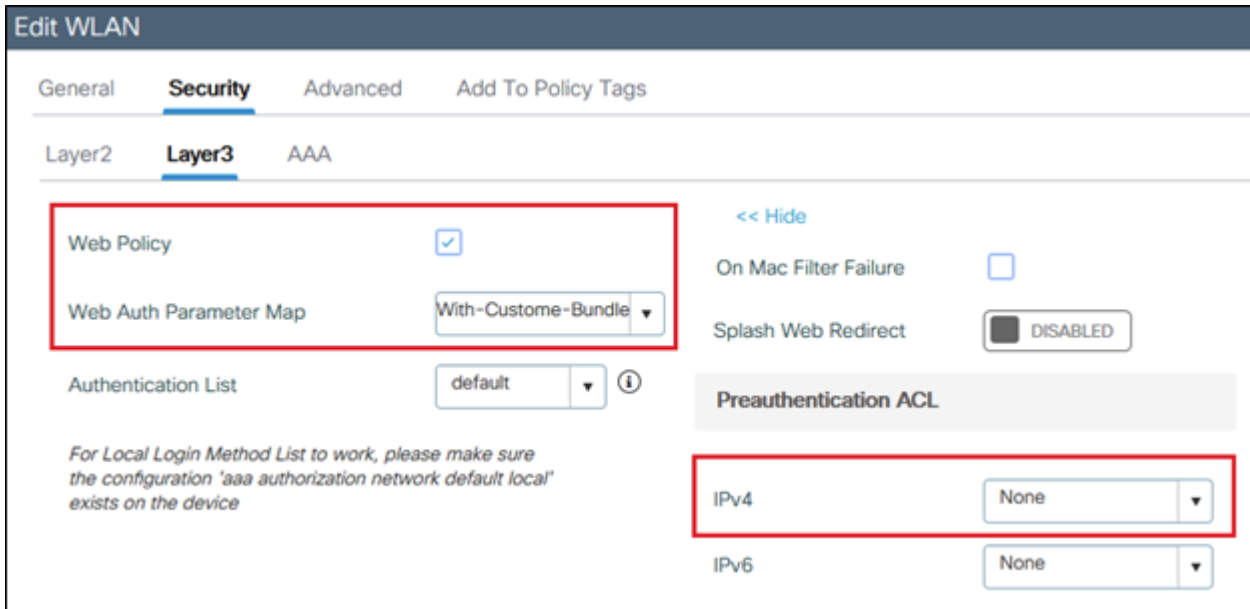 Edit WLAN
General Security Advanced Add To Policy Tags
Layer2 Layer3 AAA
Web Policy
Web Auth Parameter Map With-Custome-Bundle
Authentication List default
For Local Login Method List to work, please make sure
the configuration 'aaa authorization network default local'
exists on the device
<< Hide
On Mac Filter Failure
Splash Web Redirect DISABLED
Preauthentication ACL
IPv4 None
IPv6 None